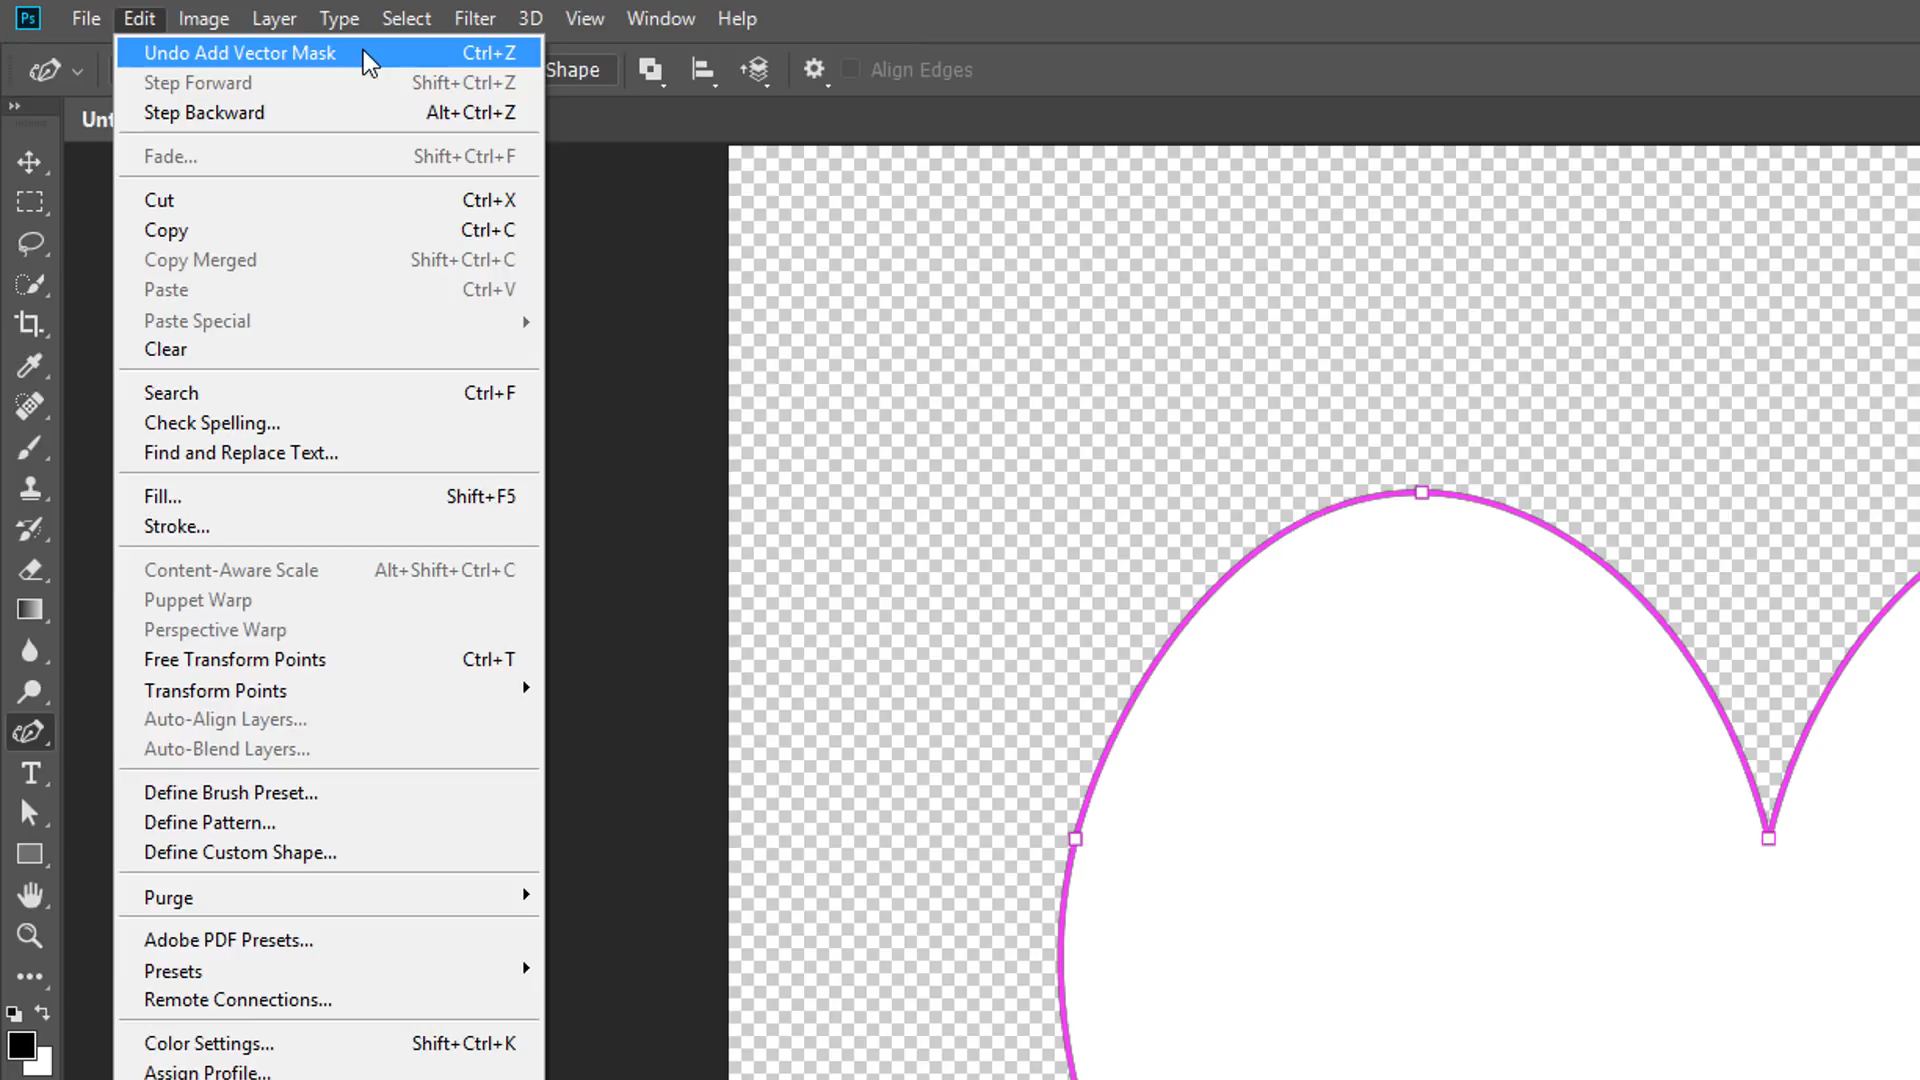 Ps File Edit Image Layer Type Select Filter 3D View Window Help
Shape Align Edges
Unt
Undo Add Vector Mask Ctrl+Z
Step Forward Shift+Ctrl+Z
Step Backward Alt+Ctrl+Z
Fade... Shift+Ctrl+F
Cut Ctrl+X
Copy Ctrl+C
Copy Merged Shift+Ctrl+C
Paste Ctrl+V
Paste Special
Clear
Search Ctrl+F
Check Spelling...
Find and Replace Text...
Fill... Shift+F5
Stroke...
Content-Aware Scale Alt+Shift+Ctrl+C
Puppet Warp
Perspective Warp
Free Transform Points Ctrl+T
Transform Points
Auto-Align Layers...
Auto-Blend Layers...
Define Brush Preset...
Define Pattern...
Define Custom Shape...
Purge
Adobe PDF Presets...
Presets
Remote Connections...
Color Settings... Shift+Ctrl+K
Assign Profile...